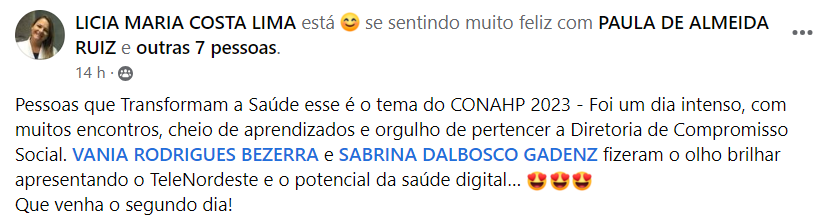 LICIA MARIA COSTA LIMA está 😊 se sentindo muito feliz com PAULA DE ALMEIDA
RUIZ e outras 7 pessoas.
14 h ·
Pessoas que Transformam a Saúde esse é o tema do CONAHP 2023 - Foi um dia intenso, com
muitos encontros, cheio de aprendizados e orgulho de pertencer a Diretoria de Compromisso
Social. VANIA RODRIGUES BEZERRA e SABRINA DALBOSCO GADENZ fizeram o olho brilhar
apresentando o TeleNordeste e o potencial da saúde digital... 😍😍😍
Que venha o segundo dia!